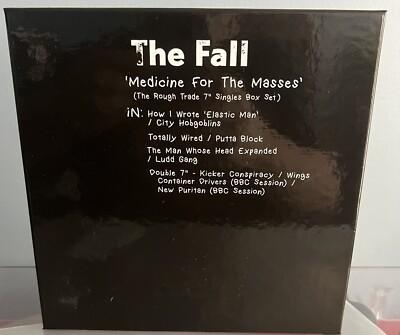 The Fall
'Medicine For The Masses'
(The Rough Trade 7" Singles Box Set)
iN: How I Wrote 'Elastic Man'
/ City Hobgoblins
Totally Wired / Putta Block
The Man Whose Head Expanded
/ Ludd Gang
Double 7" - Kicker Conspiracy / Wings
Container Drivers (BBC Session) /
New Puritan (BBC Session)